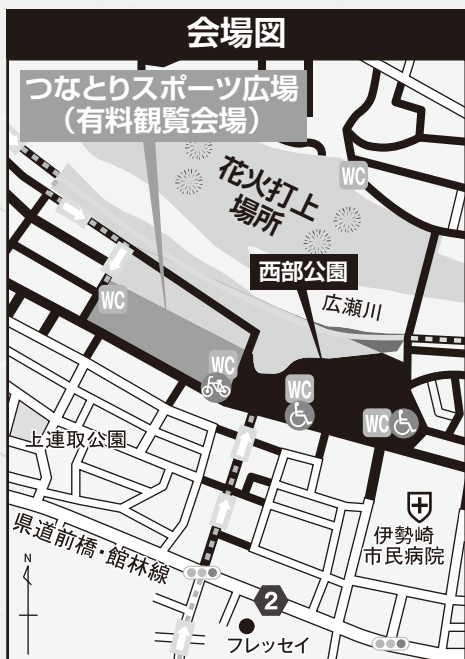 会場図
つなとりスポーツ広場
（有料観覧会場）
花火打上
場所
WC
西部公園
広瀬川
WC
WC
WC
WC
上連取公園
伊勢崎
市民病院
県道前橋・館林線
N
2
フレッセイ